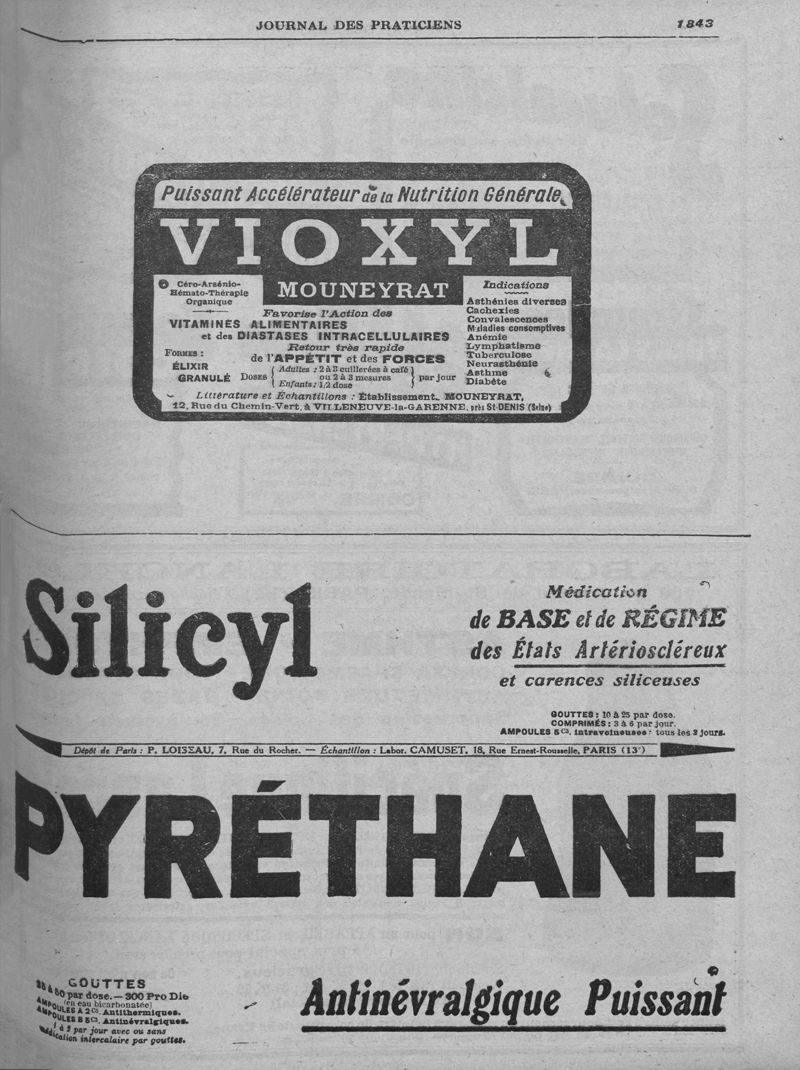 JOURNAL DES PRATICIENS 1843
Puissant Accélérateur de la Nutrition Générale
VIOXYL
MOUNEYRAT
Céro-Arsénio-
Hémato-Thérapie
Organique
Favorise l'Action des
VITAMINES ALIMENTAIRES
et des DIASTASES INTRACELLULAIRES
Retour très rapide
de l'APPÉTIT et des FORCES
FORMES :
ÉLIXIR
GRANULÉ
DOSES
Adultes : 2 à 3 cuillerées à café
ou 2 à 3 mesures
Enfants : 1/2 dose
par jour
Indications
Asthénies diverses
Cachexies
Convalescences
Maladies consomptives
Anémie
Lymphatisme
Tuberculose
Neurasthénie
Asthme
Diabète
Littérature et Echantillons : Établissement MOUNEYRAT,
12, Rue du Chemin-Vert, à VILLENEUVE-la-GARENNE, près St-DENIS (Seine)
Silicyl
Médication
de BASE et de RÉGIME
des États Artérioscléreux
et carences siliceuses
GOUTTES : 10 à 25 par dose.
COMPRIMÉS : 3 à 6 par jour.
AMPOULES 5cs. intraveineuses : tous les 2 jours.
Dépôt de Paris : P. LOISEAU, 7, Rue du Rocher. — Échantillon : Labor. CAMUSET, 18, Rue Ernest-Rousselle, PARIS (13e)
PYRÉTHANE
GOUTTES
25 à 50 par dose. — 300 Pro Die
(en eau bicarbonatée)
AMPOULES A 2cs. Antithermiques.
AMPOULES B 5cs. Antinévralgiques.
1 à 2 par jour avec ou sans
médication intercalaire par gouttes.
Antinévralgique Puissant